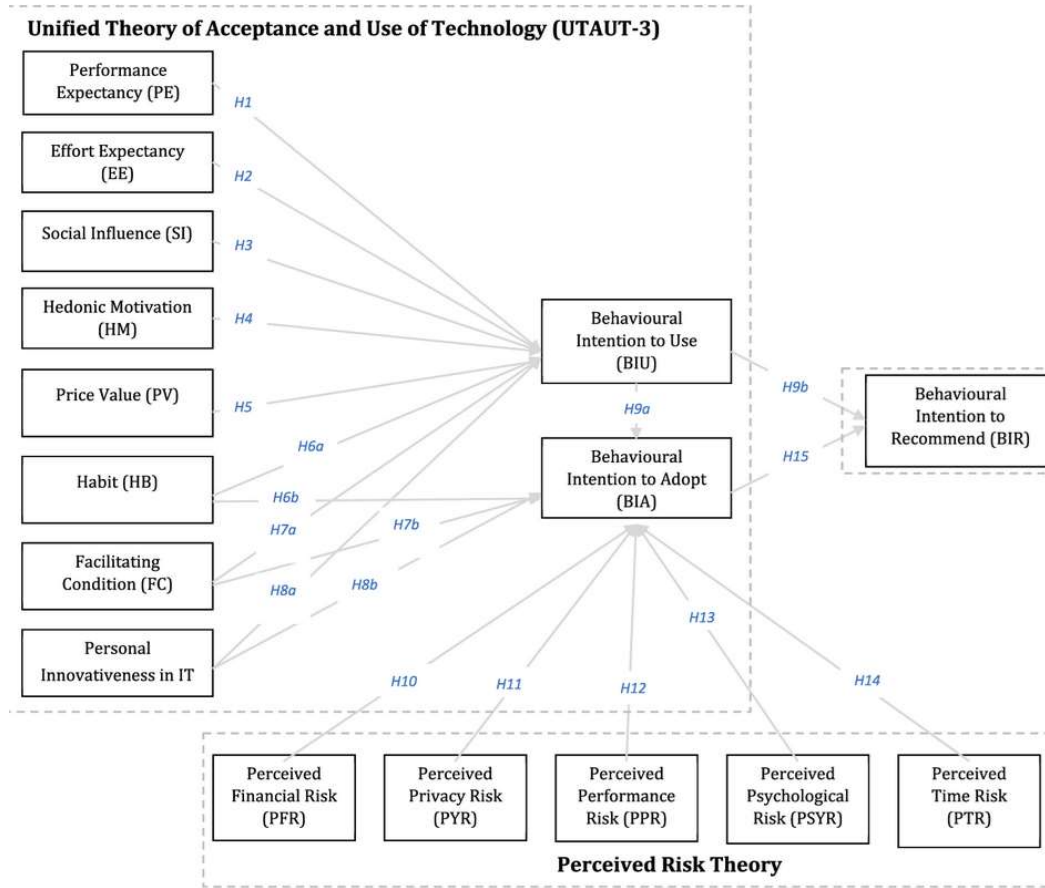 Unified Theory of Acceptance and Use of Technology (UTAUT-3)
Performance
Expectancy (PE)
H1
Effort Expectancy
(EE)
H2
Social Influence (SI)
H3
Hedonic Motivation
(HM)
H4
Price Value (PV)
H5
Habit (HB)
H6a
H6b
Facilitating
Condition (FC)
H7a
H7b
Personal
Innovativeness in IT
H8a
H8b
Behavioural
Intention to Use
(BIU)
H9a
H9b
Behavioural
Intention to Adopt
(BIA)
H15
Behavioural
Intention to
Recommend (BIR)
H10
H11
H12
H13
H14
Perceived
Financial Risk
(PFR)
Perceived
Privacy Risk
(PYR)
Perceived
Performance
Risk (PPR)
Perceived
Psychological
Risk (PSYR)
Perceived
Time Risk
(PTR)
Perceived Risk Theory